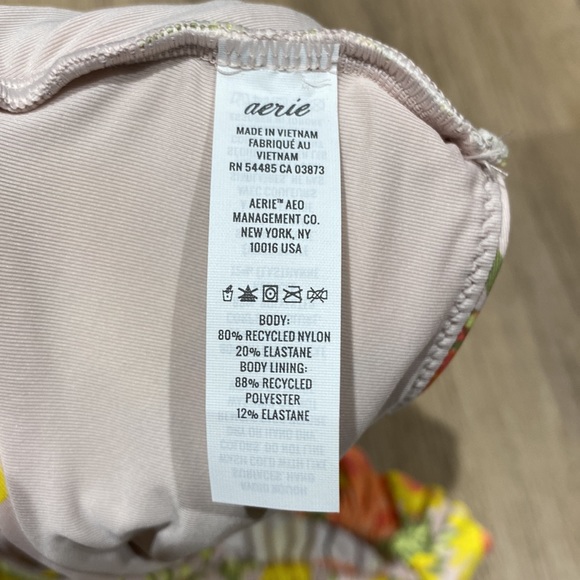 aerie
MADE IN VIETNAM
FABRIQUÉ AU
VIETNAM
RN 54485 CA 03873
AERIE™ AEO
MANAGEMENT CO.
NEW YORK, NY
10016 USA
BODY:
80% RECYCLED NYLON
20% ELASTANE
BODY LINING:
88% RECYCLED
POLYESTER
12% ELASTANE